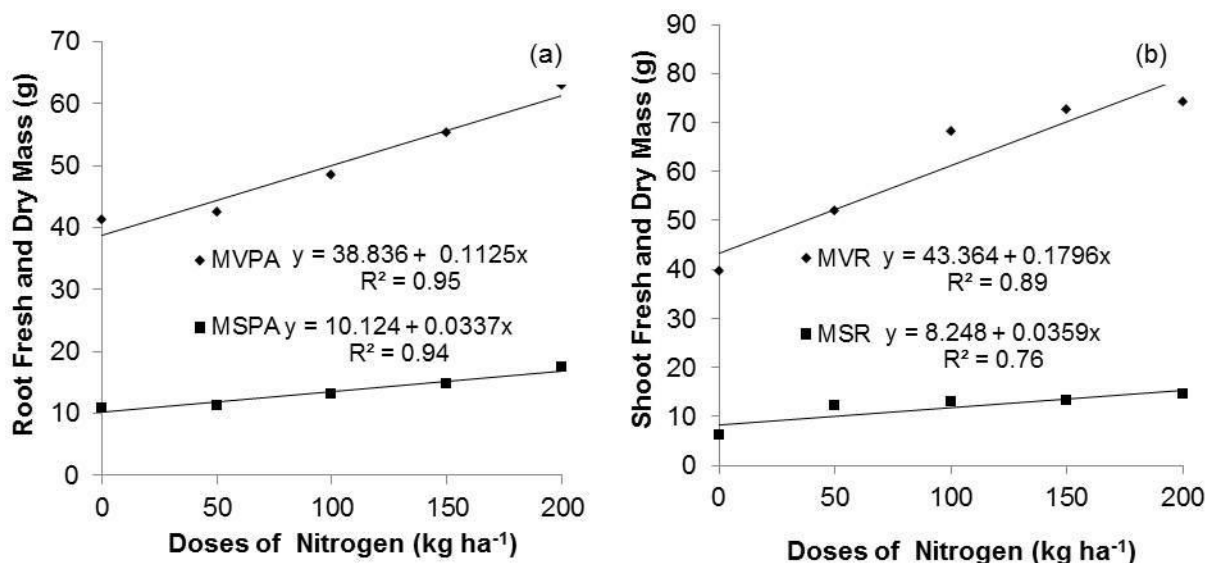 Root Fresh and Dry Mass (g)
70
60
50
40
30
20
10
0
(a)
MVPA y = 38.836 + 0.1125x
R² = 0.95
MSPA y = 10.124 + 0.0337x
R² = 0.94
0 50 100 150 200
Doses of Nitrogen (kg ha⁻¹)
Shoot Fresh and Dry Mass (g)
90
80
70
60
50
40
30
20
10
0
(b)
MVR y = 43.364 + 0.1796x
R² = 0.89
MSR y = 8.248 + 0.0359x
R² = 0.76
0 50 100 150 200
Doses of Nitrogen (kg ha⁻¹)